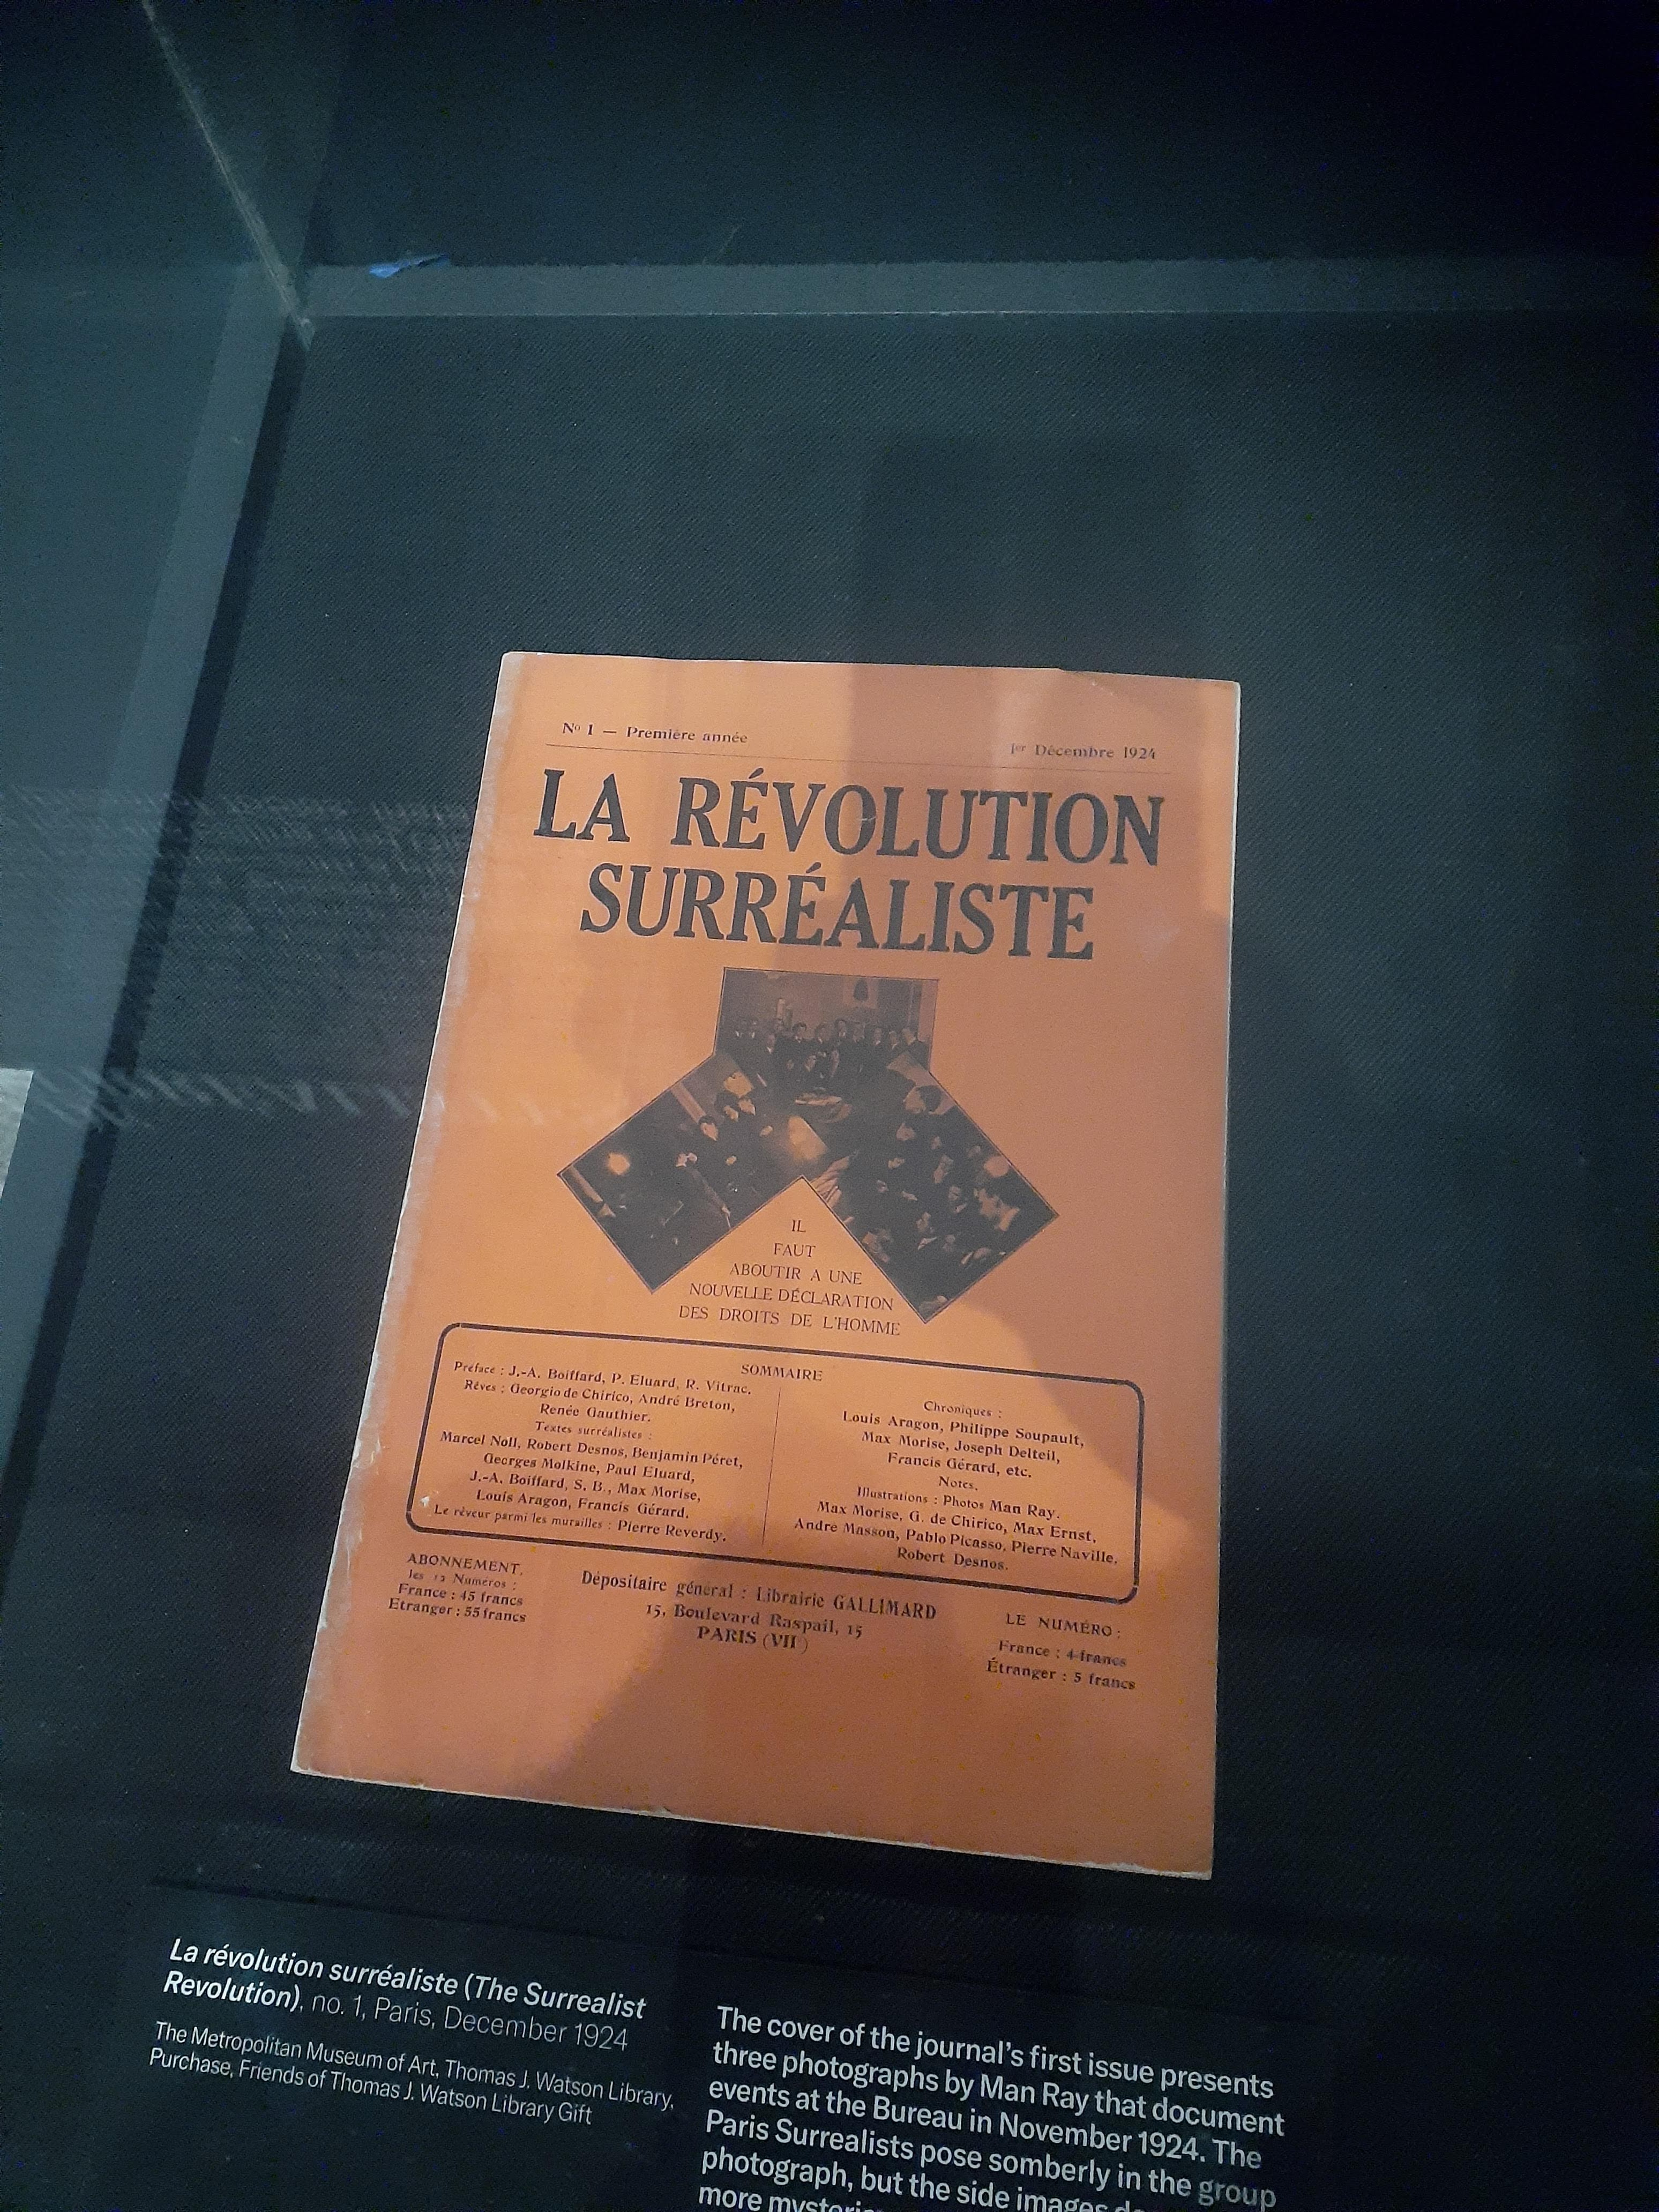 No 1 — Première année
1er Décembre 1924
LA RÉVOLUTION
SURRÉALISTE
IL
FAUT
ABOUTIR A UNE
NOUVELLE DÉCLARATION
DES DROITS DE L'HOMME
SOMMAIRE
Préface : J.-A. Boiffard, P. Eluard, R. Vitrac.
Rêves : Georgio de Chirico, André Breton,
Renée Gauthier.
Textes surréalistes :
Marcel Noll, Robert Desnos, Benjamin Péret,
Georges Malkine, Paul Eluard,
J.-A. Boiffard, S. B., Max Morise,
Louis Aragon, Francis Gérard.
Le rêveur parmi les murailles : Pierre Reverdy.
Chroniques :
Louis Aragon, Philippe Soupault,
Max Morise, Joseph Delteil,
Francis Gérard, etc.
Notes.
Illustrations : Photos Man Ray.
Max Morise, G. de Chirico, Max Ernst,
André Masson, Pablo Picasso, Pierre Naville,
Robert Desnos.
ABONNEMENT,
les 12 Numéros :
France : 45 francs
Etranger : 55 francs
Dépositaire général : Librairie GALLIMARD
15, Boulevard Raspail, 15
PARIS (VII)
LE NUMÉRO :
France : 4 francs
Étranger : 5 francs
La révolution surréaliste (The Surrealist
Revolution), no. 1, Paris, December 1924
The Metropolitan Museum of Art, Thomas J. Watson Library,
Purchase, Friends of Thomas J. Watson Library Gift
The cover of the journal's first issue presents
three photographs by Man Ray that document
events at the Bureau in November 1924. The
Paris Surrealists pose somberly in the group
photograph, but the side images
more